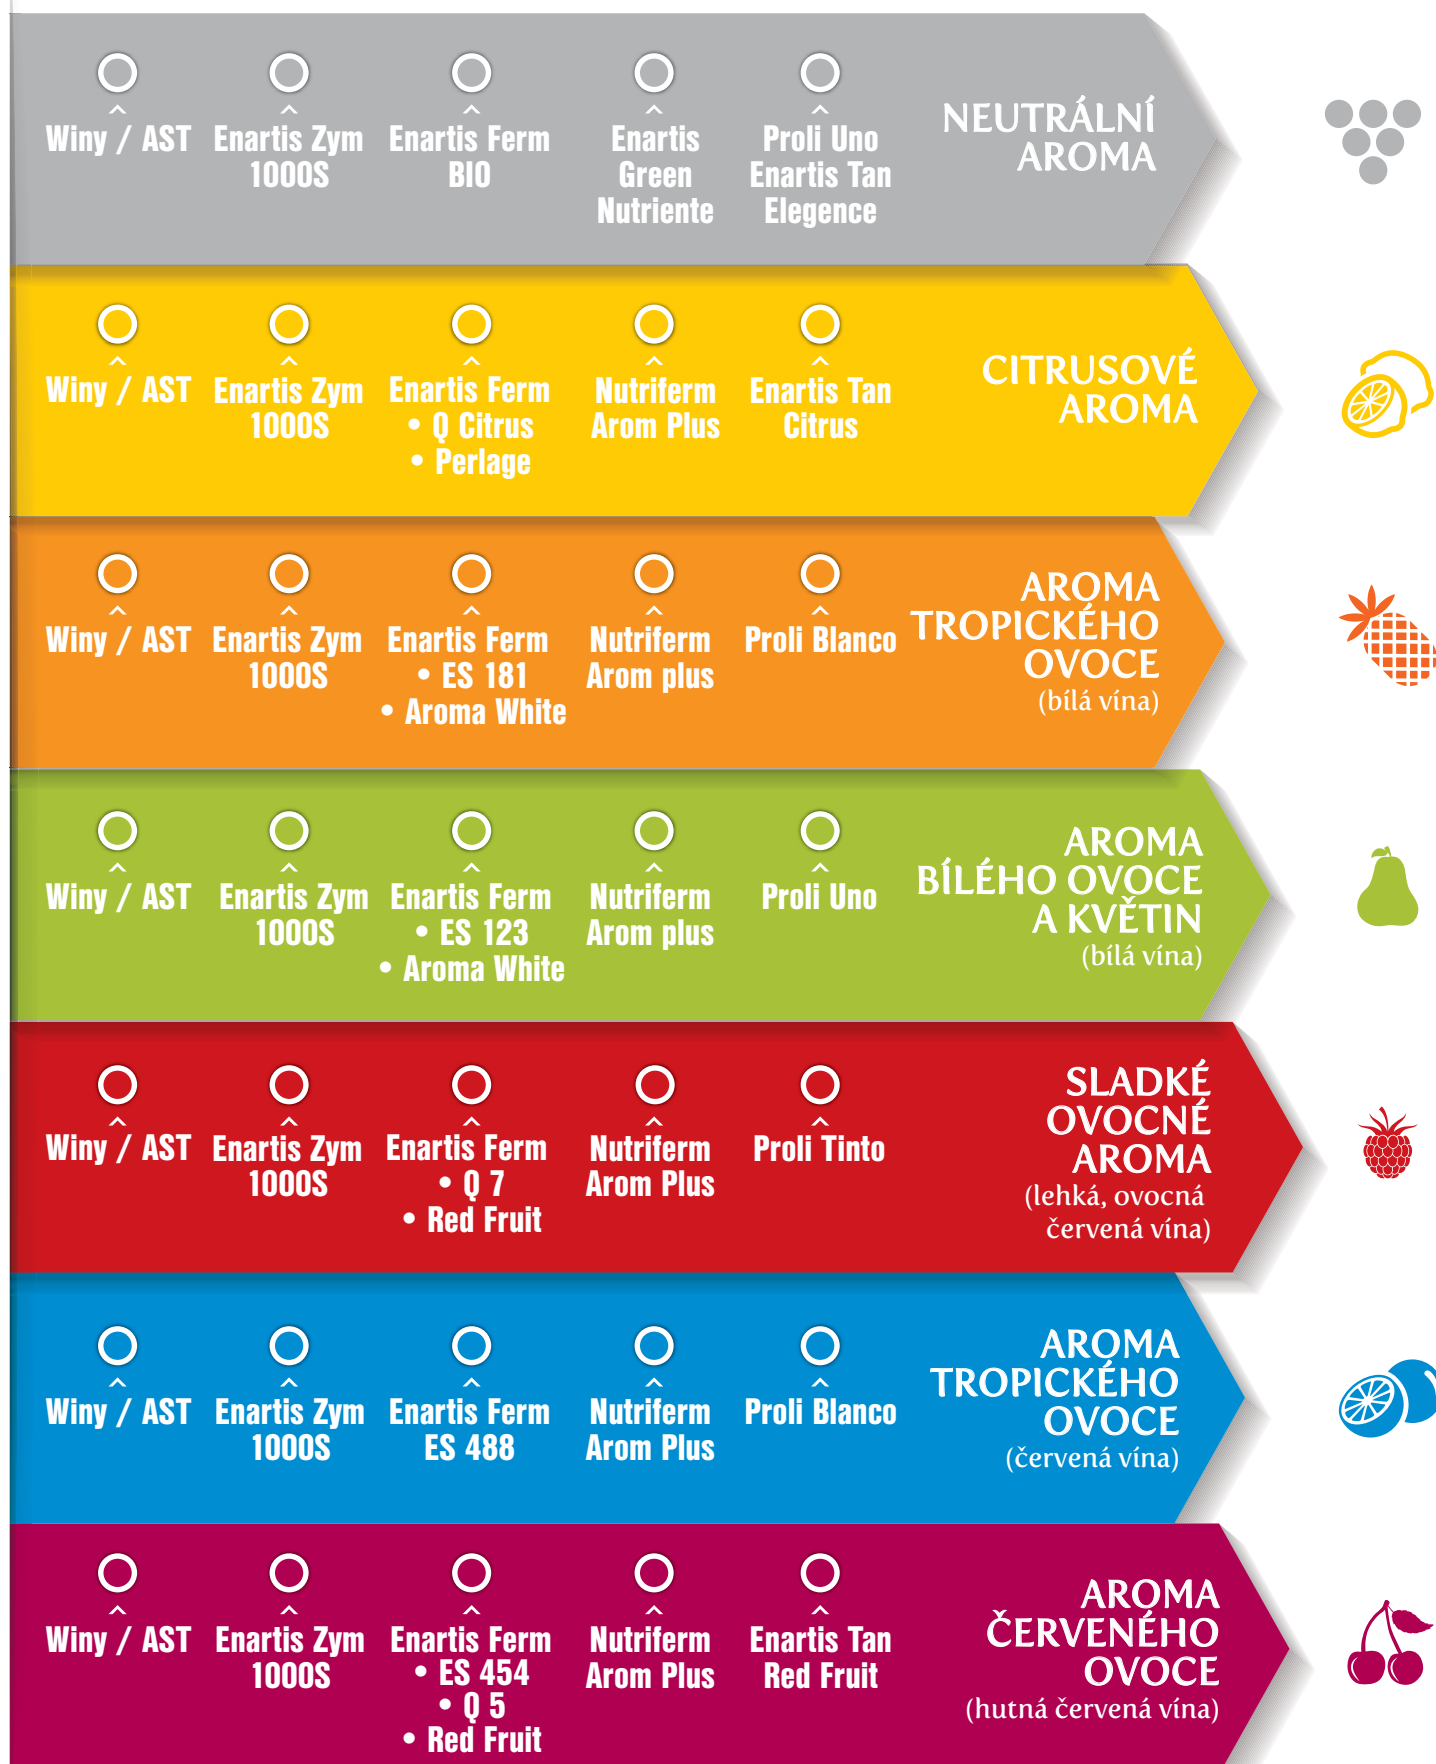 Winy / AST
Enartis Zym
1000S
Enartis Ferm
BIO
Enartis
Green
Nutriente
Proli Uno
Enartis Tan
Elegence
NEUTRÁLNÍ
AROMA
Winy / AST
Enartis Zym
1000S
Enartis Ferm
• Q Citrus
• Perlage
Nutriferm
Arom Plus
Enartis Tan
Citrus
CITRUSOVÉ
AROMA
Winy / AST
Enartis Zym
1000S
Enartis Ferm
• ES 181
• Aroma White
Nutriferm
Arom plus
Proli Blanco
AROMA
TROPICKÉHO
OVOCE
(bílá vína)
Winy / AST
Enartis Zym
1000S
Enartis Ferm
• ES 123
• Aroma White
Nutriferm
Arom plus
Proli Uno
AROMA
BÍLÉHO OVOCE
A KVĚTIN
(bílá vína)
Winy / AST
Enartis Zym
1000S
Enartis Ferm
• Q 7
• Red Fruit
Nutriferm
Arom Plus
Proli Tinto
SLADKÉ
OVOCNÉ
AROMA
(lehká, ovocná
červená vína)
Winy / AST
Enartis Zym
1000S
Enartis Ferm
ES 488
Nutriferm
Arom Plus
Proli Blanco
AROMA
TROPICKÉHO
OVOCE
(červená vína)
Winy / AST
Enartis Zym
1000S
Enartis Ferm
• ES 454
• Q 5
• Red Fruit
Nutriferm
Arom Plus
Enartis Tan
Red Fruit
AROMA
ČERVENÉHO
OVOCE
(hutná červená vína)